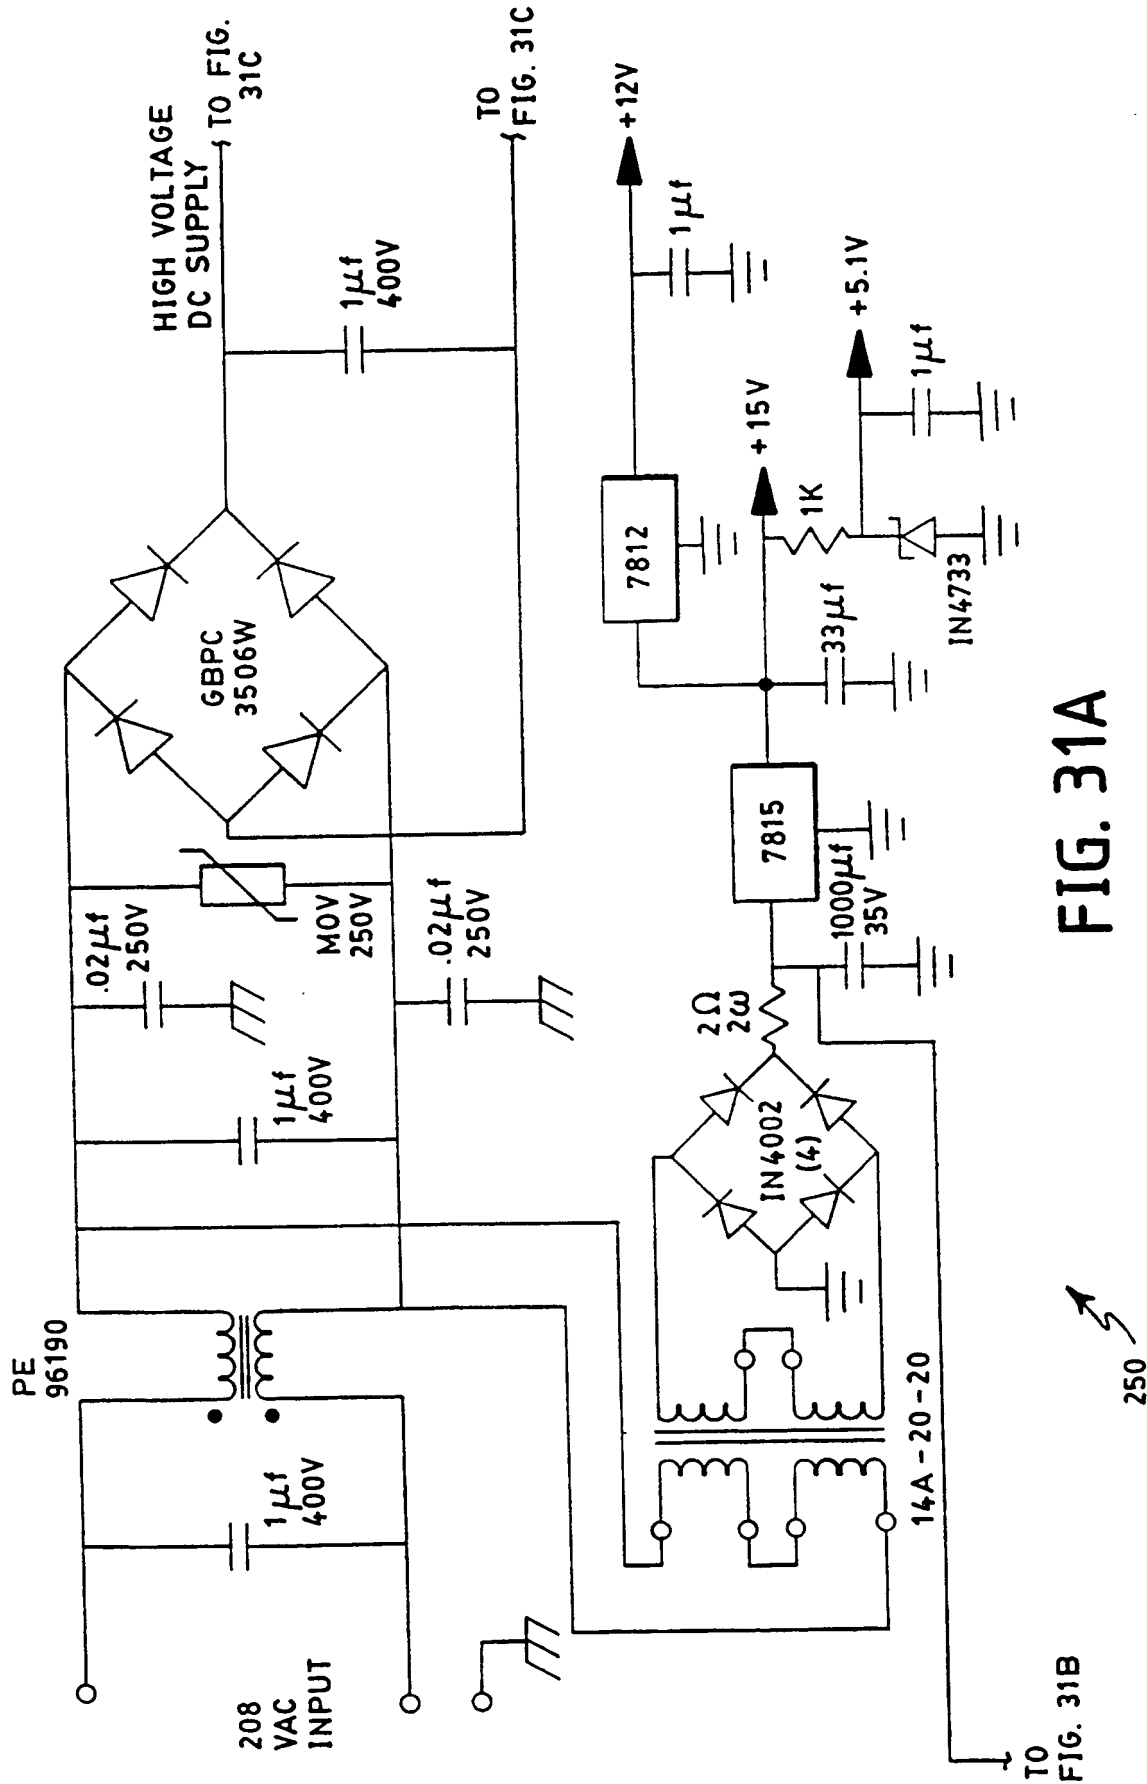 208
VAC
INPUT
1µf
400V
PE
96190
1µf
400V
.02µf
250V
.02µf
250V
MOV
250V
GBPC
3506W
HIGH VOLTAGE
DC SUPPLY
1µf
400V
TO FIG.
31C
TO
FIG. 31C
14A-20-20
IN4002
(4)
2Ω
2ω
1000µf
35V
7815
33µf
7812
1µf
+12V
+15V
1K
IN4733
1µf
+5.1V
TO
FIG. 31B
250
FIG. 31A